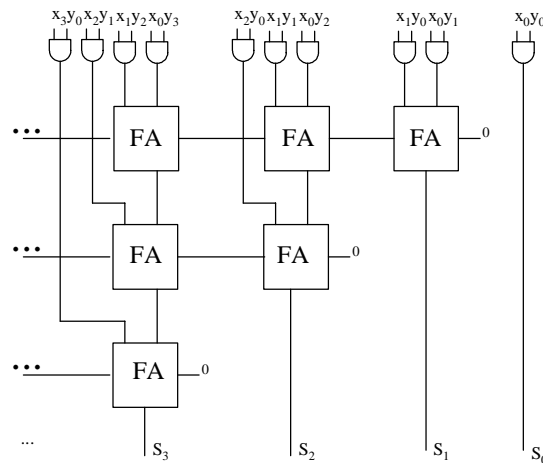 x₃y₀ x₂y₁ x₁y₂ x₀y₃ x₂y₀ x₁y₁ x₀y₂ x₁y₀ x₀y₁ x₀y₀
••• FA FA FA 0
••• FA FA 0
••• FA 0
... S₃ S₂ S₁ S₀